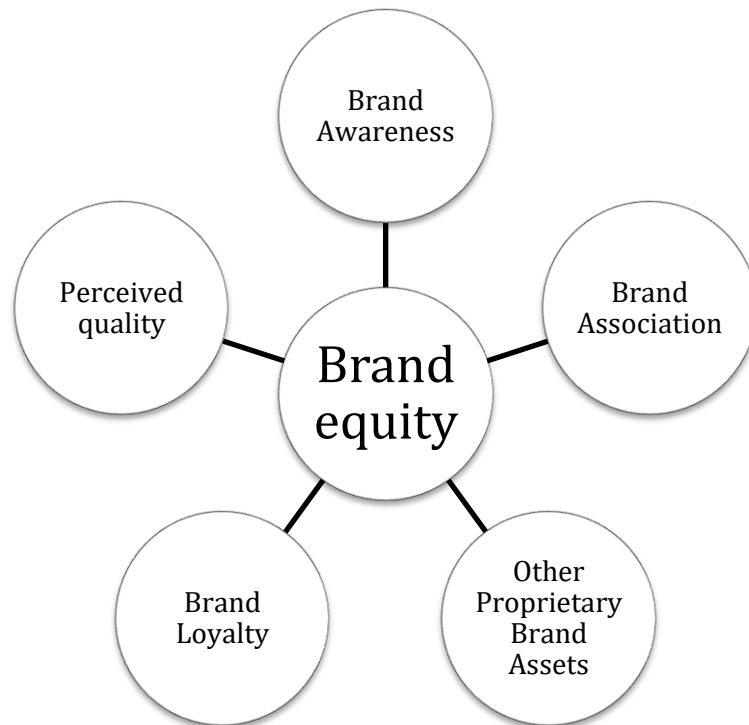 Brand
Awareness
Perceived
quality
Brand
Association
Brand
equity
Brand
Loyalty
Other
Proprietary
Brand
Assets